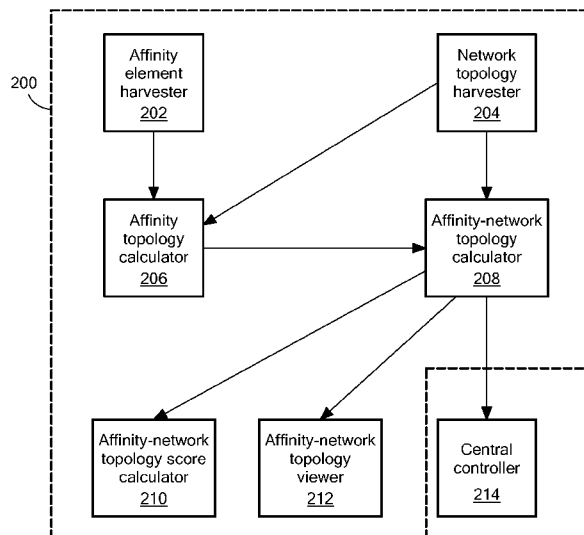 200
Affinity
element
harvester
202
Network
topology
harvester
204
Affinity
topology
calculator
206
Affinity-network
topology
calculator
208
Affinity-network
topology score
calculator
210
Affinity-network
topology
viewer
212
Central
controller
214